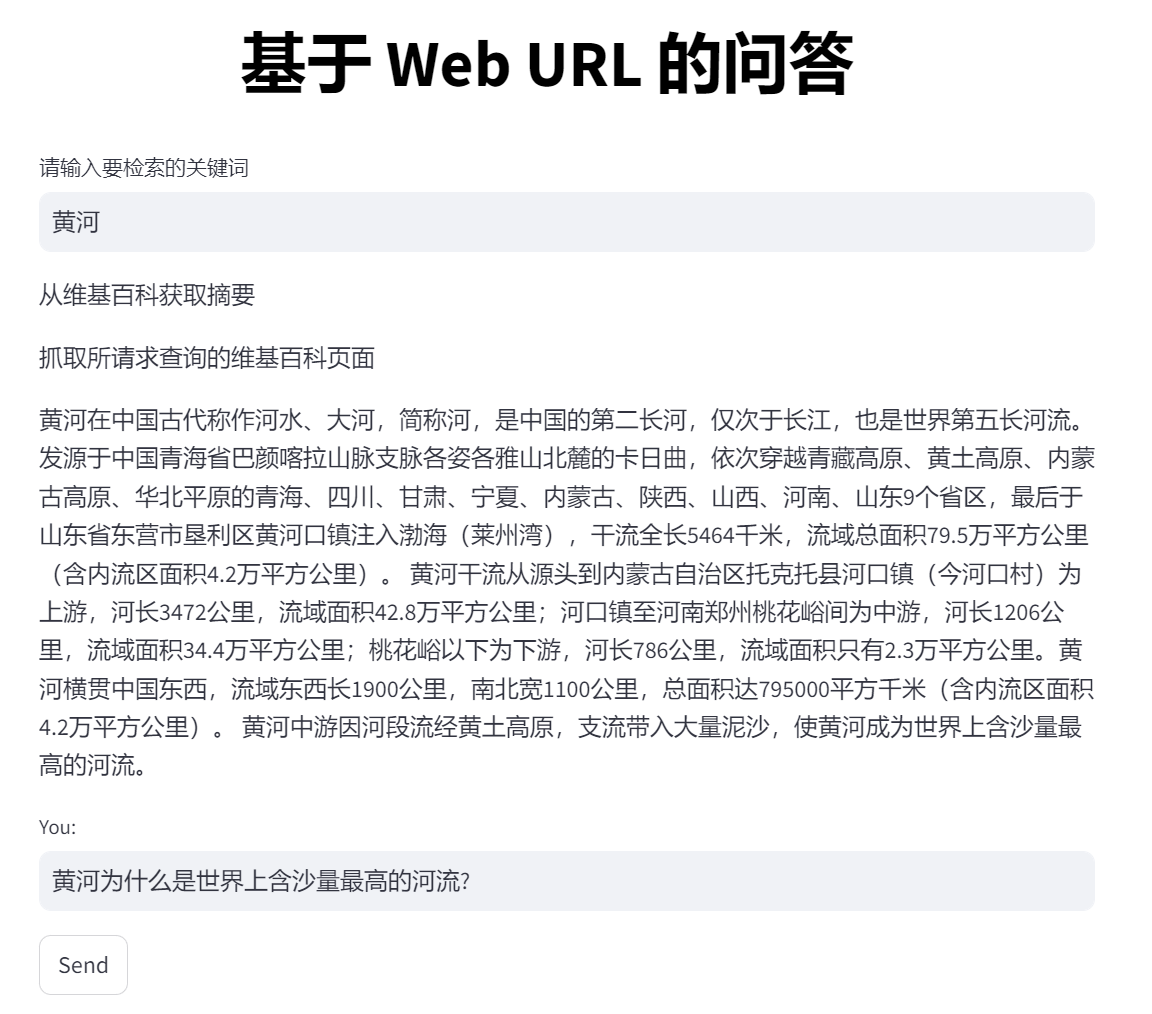 基于 Web URL 的问答
请输入要检索的关键词
黄河
从维基百科获取摘要
抓取所请求查询的维基百科页面
黄河在中国古代称作河水、大河，简称河，是中国的第二长河，仅次于长江，也是世界第五长河流。
发源于中国青海省巴颜喀拉山脉支脉各姿各雅山北麓的卡日曲，依次穿越青藏高原、黄土高原、内蒙
古高原、华北平原的青海、四川、甘肃、宁夏、内蒙古、陕西、山西、河南、山东9个省区，最后于
山东省东营市垦利区黄河口镇注入渤海（莱州湾），干流全长5464千米，流域总面积79.5万平方公里
（含内流区面积4.2万平方公里）。 黄河干流从源头到内蒙古自治区托克托县河口镇（今河口村）为
上游，河长3472公里，流域面积42.8万平方公里；河口镇至河南郑州桃花峪间为中游，河长1206公
里，流域面积34.4万平方公里；桃花峪以下为下游，河长786公里，流域面积只有2.3万平方公里。黄
河横贯中国东西，流域东西长1900公里，南北宽1100公里，总面积达795000平方千米（含内流区面积
4.2万平方公里）。 黄河中游因河段流经黄土高原，支流带入大量泥沙，使黄河成为世界上含沙量最
高的河流。
You:
黄河为什么是世界上含沙量最高的河流?
Send